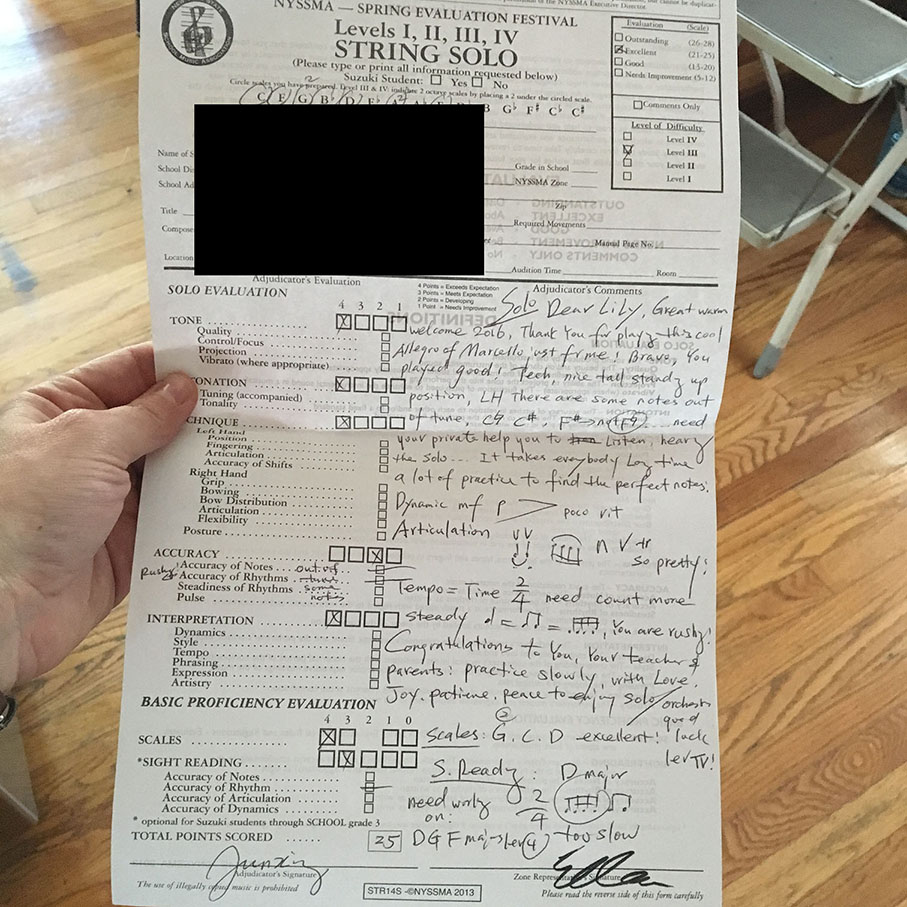 NYSSMA — SPRING EVALUATION FESTIVAL
Levels I, II, III, IV
STRING SOLO
(Please type or print all information requested below)
Suzuki Student: Yes No
Circle scales you have prepared. Level III & IV: indicate 2 octave scales by placing a 2 under the circled scale.
B G♭ F♯ C♭ C♯
Evaluation (Scale)
Outstanding (26-28)
Excellent (21-25)
Good (13-20)
Needs Improvement (5-12)
Comments Only
Level of Difficulty
Level IV
Level III
Level II
Level I
Name of S
School Di
School Ad
Grade in School
NYSSMA Zone
Zip
Title
Required Movements
Compose
Manual Page No.
Location
Audition Time
Room
Adjudicator's Evaluation
4 Points = Exceeds Expectation
3 Points = Meets Expectation
2 Points = Developing
1 Point = Needs Improvement
Adjudicator's Comments
SOLO EVALUATION
4 3 2 1
TONE
Quality
Control/Focus
Projection
Vibrato (where appropriate)
ONATION
Tuning (accompanied)
Tonality
CHNIQUE
Left Hand
Position
Fingering
Articulation
Accuracy of Shifts
Right Hand
Grip
Bowing
Bow Distribution
Articulation
Flexibility
Posture
ACCURACY
Accuracy of Notes out of
Rushy! Accuracy of Rhythms tune
Steadiness of Rhythms some
Pulse notes
INTERPRETATION
Dynamics
Style
Tempo
Phrasing
Expression
Artistry
Solo Dear Lily, Great warm
welcome 2016, Thank You for playg this cool
Allegro of Marcello just for me! Bravo, You
played good! Tech, nice tall standg up
position, LH There are some notes out
of tune, C♮ C#, F#→not F♮) ... need
your private help you to Listen, hearg
the solo... It takes everybody Log time
a lot of practice to find the perfect notes!
Dynamic mf p > poco rit
Articulation V V n V tr
so pretty!
Tempo = Time 2/4 need count more
steady ♩ = ♫ = You are rushy!
Congratulations to You, Your teacher &
parents! practice slowly, with Love,
Joy, patience, peace to enjoy solo/orchestra
good
luck
lev IV!
BASIC PROFICIENCY EVALUATION
4 3 2 1 0
SCALES
Scales: G. C. D excellent!
*SIGHT READING
S. Readg: D major
Accuracy of Notes
Accuracy of Rhythm
Accuracy of Articulation
Accuracy of Dynamics
need workg
on: 2/4
* optional for Suzuki students through SCHOOL grade 3
TOTAL POINTS SCORED 25
D G F maj-s lev 4) too slow
Adjudicator's Signature
Zone Representative's Signature
The use of illegally copied music is prohibited
STR14S -©NYSSMA 2013
Please read the reverse side of this form carefully